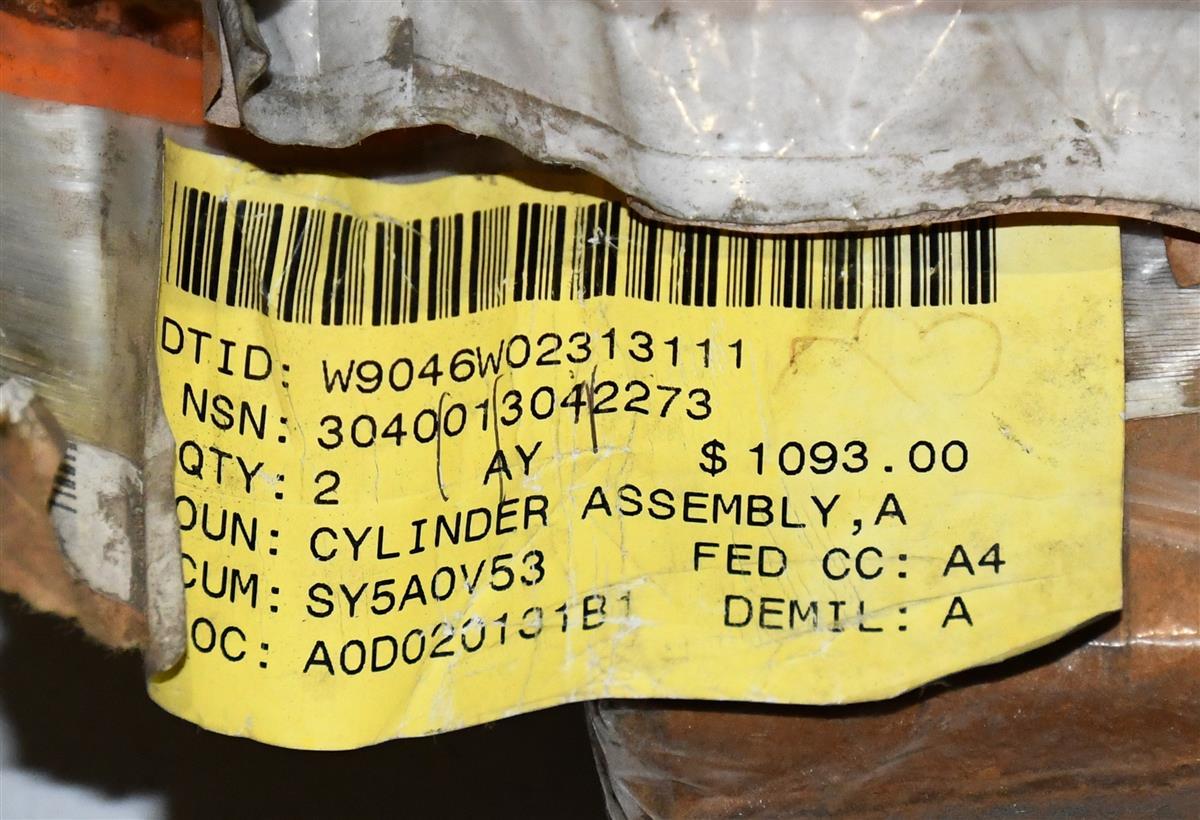 DTID: W9046W02313111
NSN: 3040013042273
QTY: 2 AY $1093.00
OUN: CYLINDER ASSEMBLY,A
CUM: SY5A0V53 FED CC: A4
OC: A0D020131B1 DEMIL: A